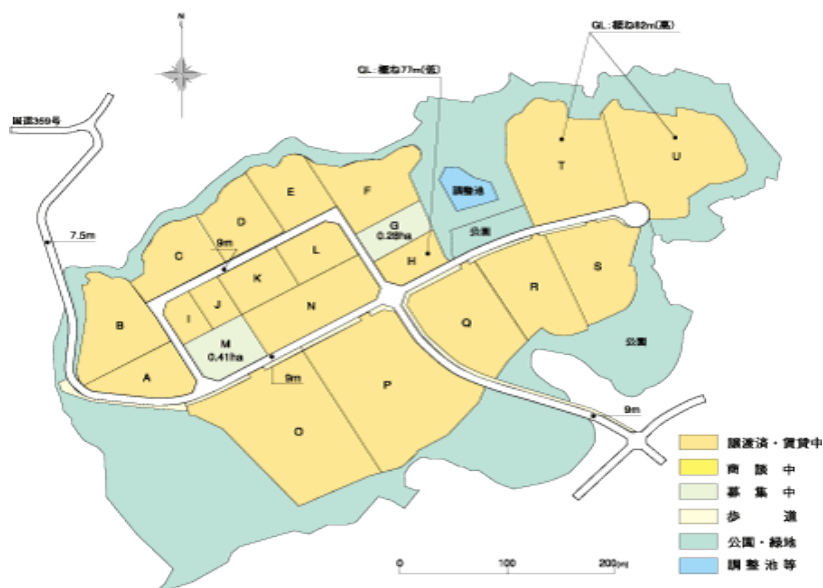 N
GL:概ね82m(高)
GL:概ね77m(低)
国道359号
T
U
調整池
E
F
D
G
0.28ha
公園
7.5m
C
9m
L
H
K
S
R
J
I
N
B
Q
M
0.41ha
公園
A
P
9m
O
9m
譲渡済・賃貸中
商談中
募集中
歩道
公園・緑地
調整池等
0 100 200(m)